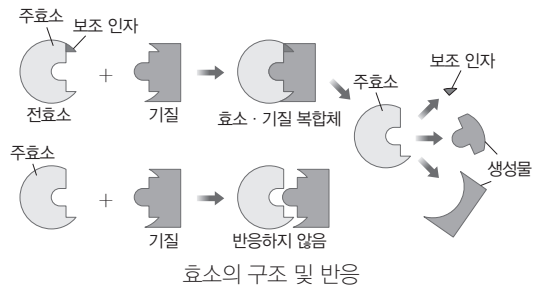 주효소
보조 인자
+
전효소
기질
효소·기질 복합체
주효소
보조 인자
생성물
주효소
+
기질
반응하지 않음
효소의 구조 및 반응